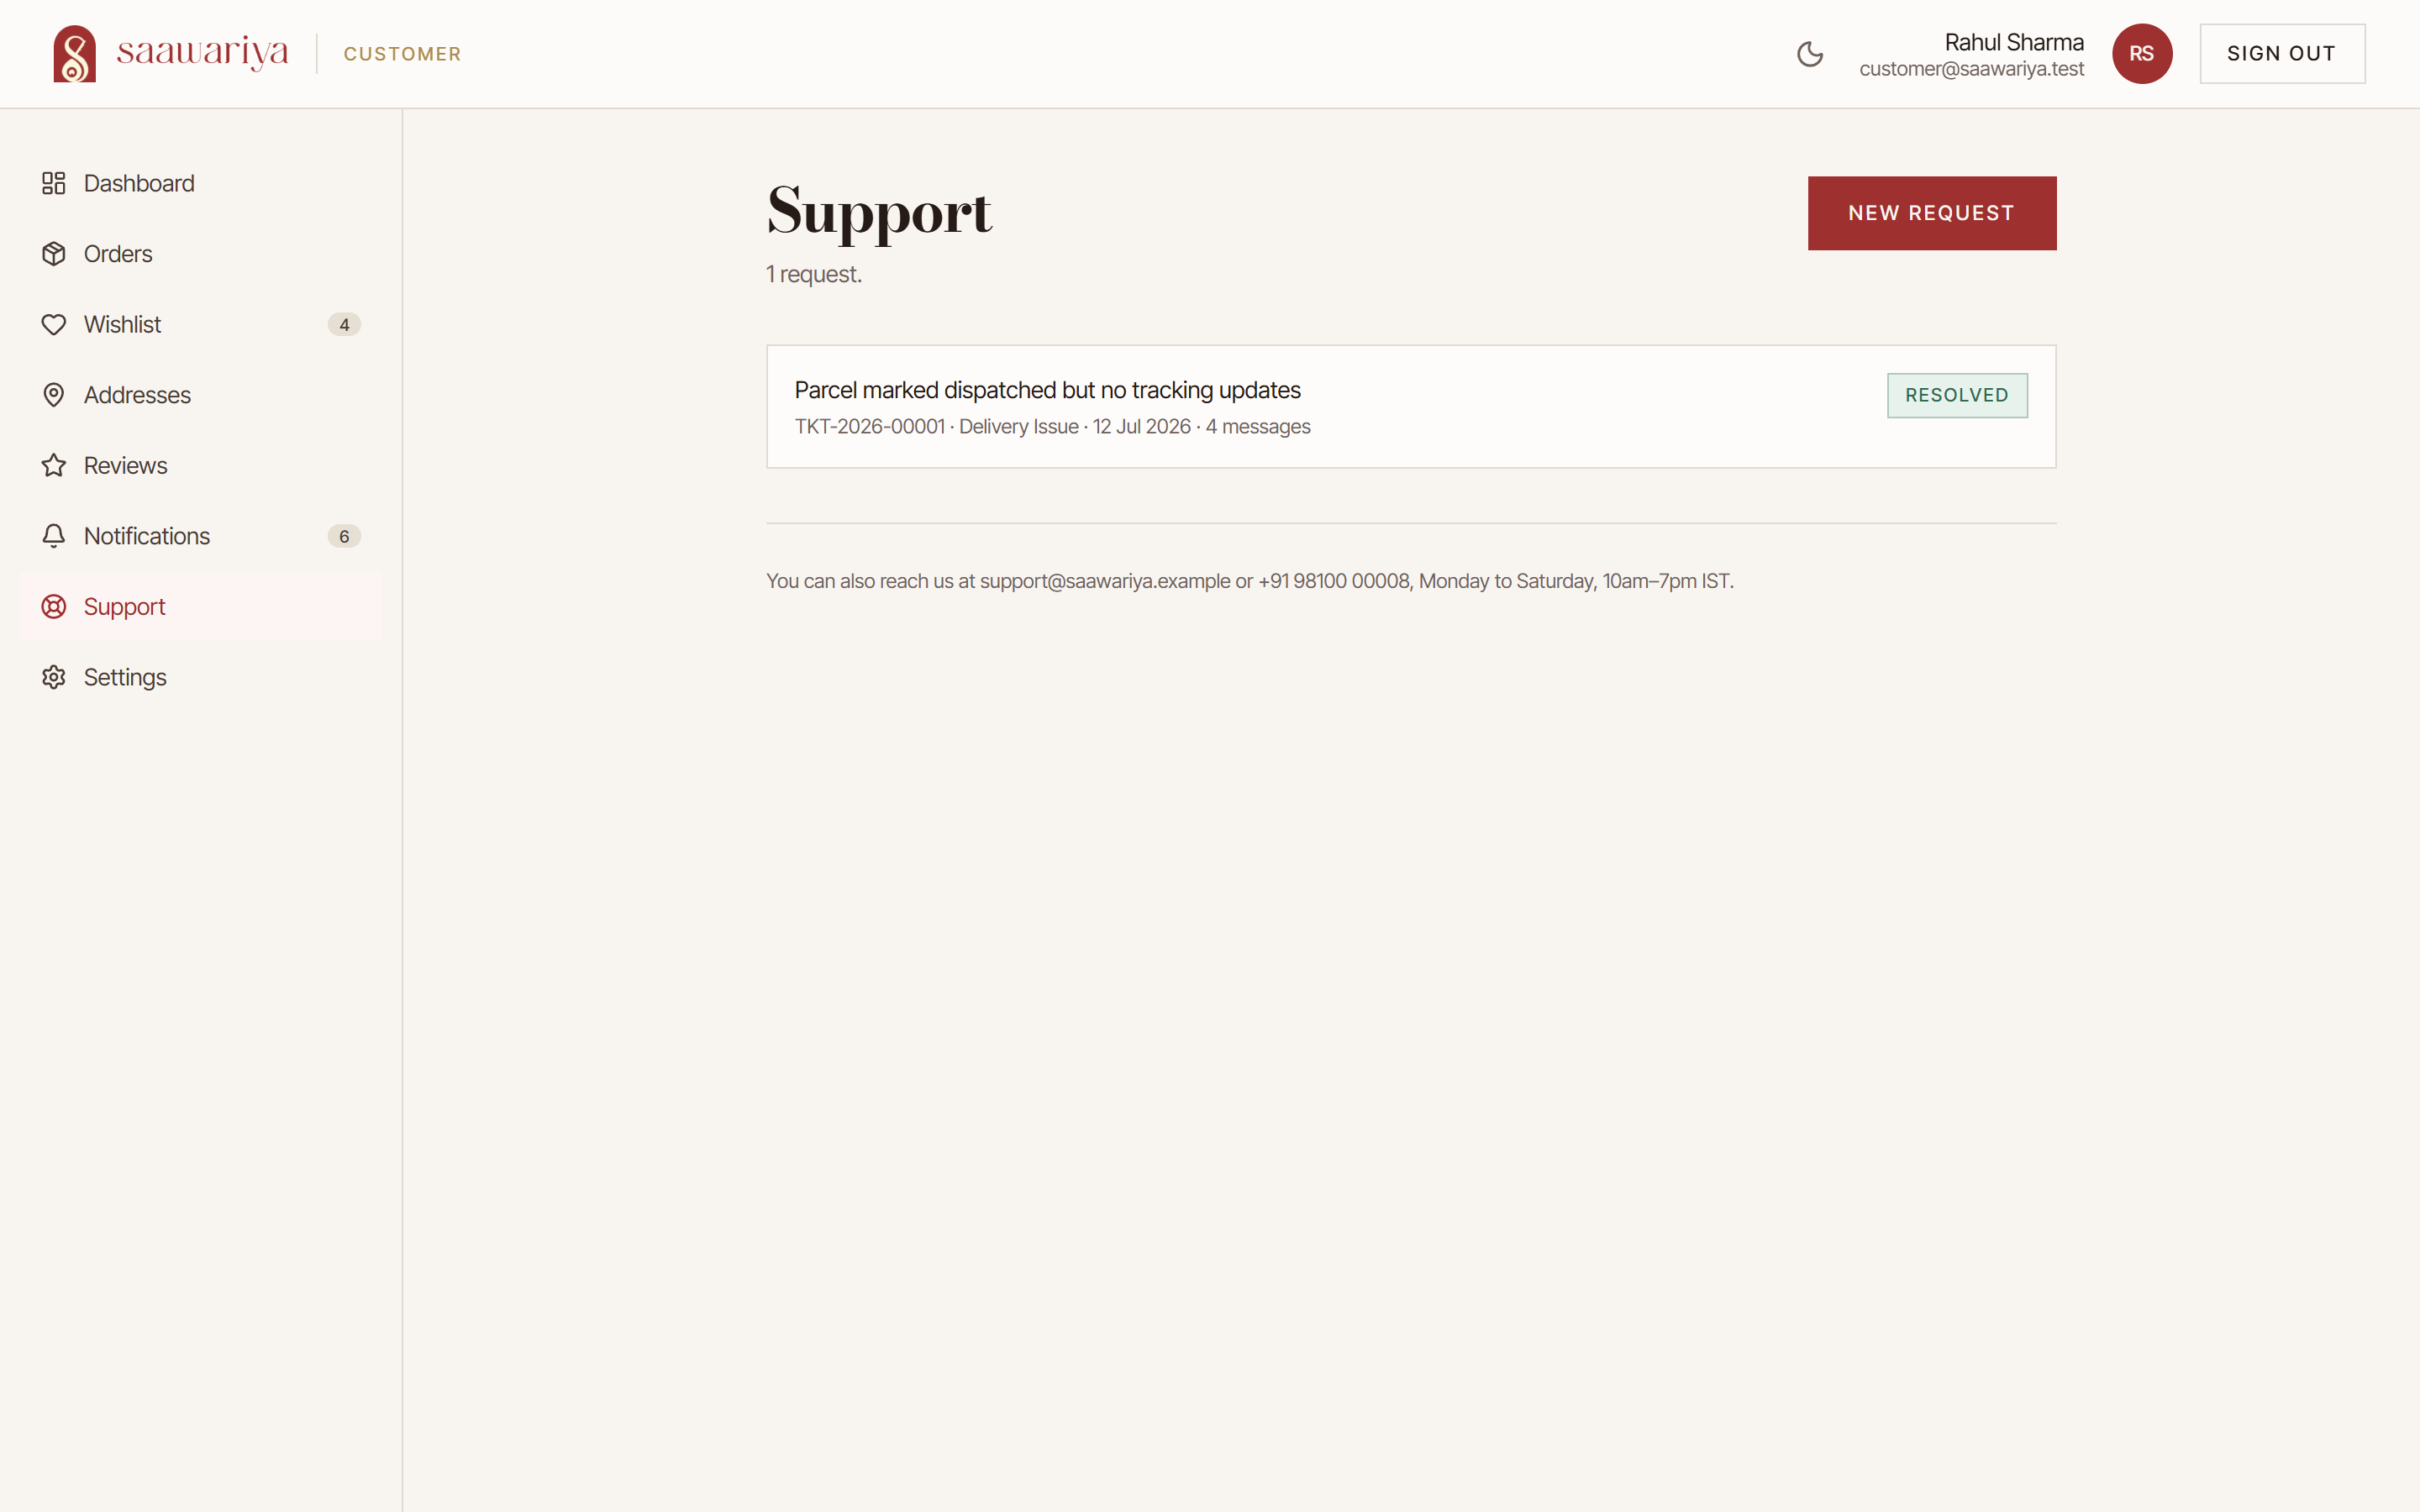 saawariya
CUSTOMER
Rahul Sharma
customer@saawariya.test
RS
SIGN OUT
Dashboard
Orders
Wishlist 4
Addresses
Reviews
Notifications 6
Support
Settings
Support
NEW REQUEST
1 request.
Parcel marked dispatched but no tracking updates
RESOLVED
TKT-2026-00001 · Delivery Issue · 12 Jul 2026 · 4 messages
You can also reach us at support@saawariya.example or +91 98100 00008, Monday to Saturday, 10am–7pm IST.